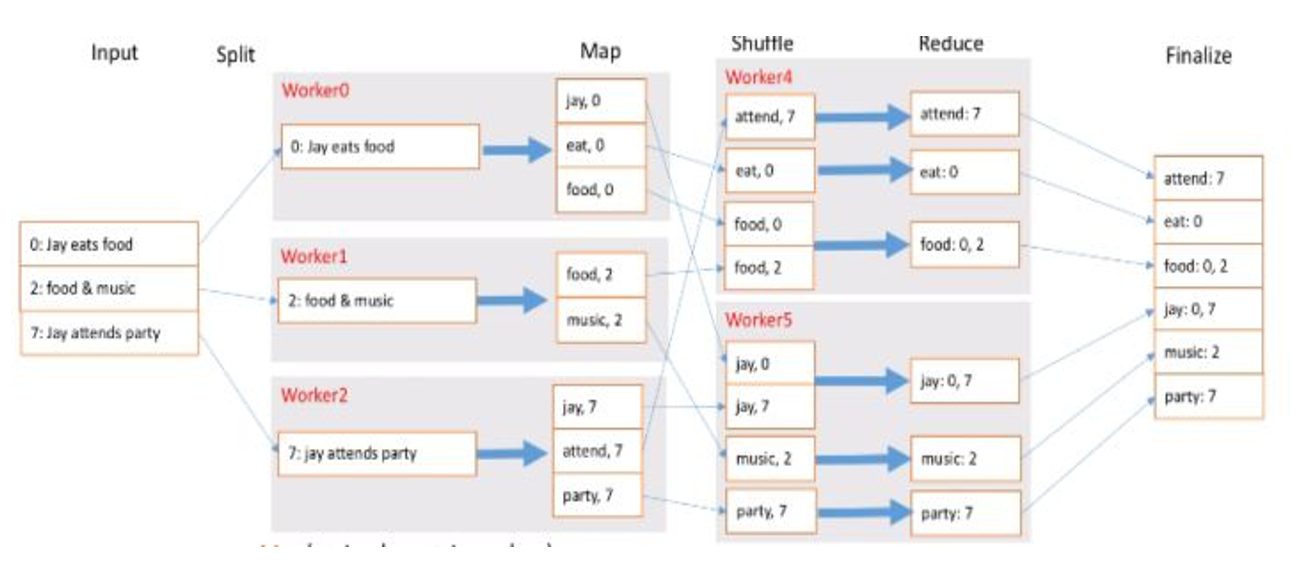 Input
Split
Map
Shuffle
Reduce
Finalize
0: Jay eats food
2: food & music
7: Jay attends party
Worker0
0: Jay eats food
jay, 0
eat, 0
food, 0
Worker1
2: food & music
food, 2
music, 2
Worker2
7: jay attends party
jay, 7
attend, 7
party, 7
Worker4
attend, 7
eat, 0
food, 0
food, 2
attend: 7
eat: 0
food: 0, 2
Worker5
jay, 0
jay, 7
music, 2
party, 7
jay: 0, 7
music: 2
party: 7
attend: 7
eat: 0
food: 0, 2
jay: 0, 7
music: 2
party: 7